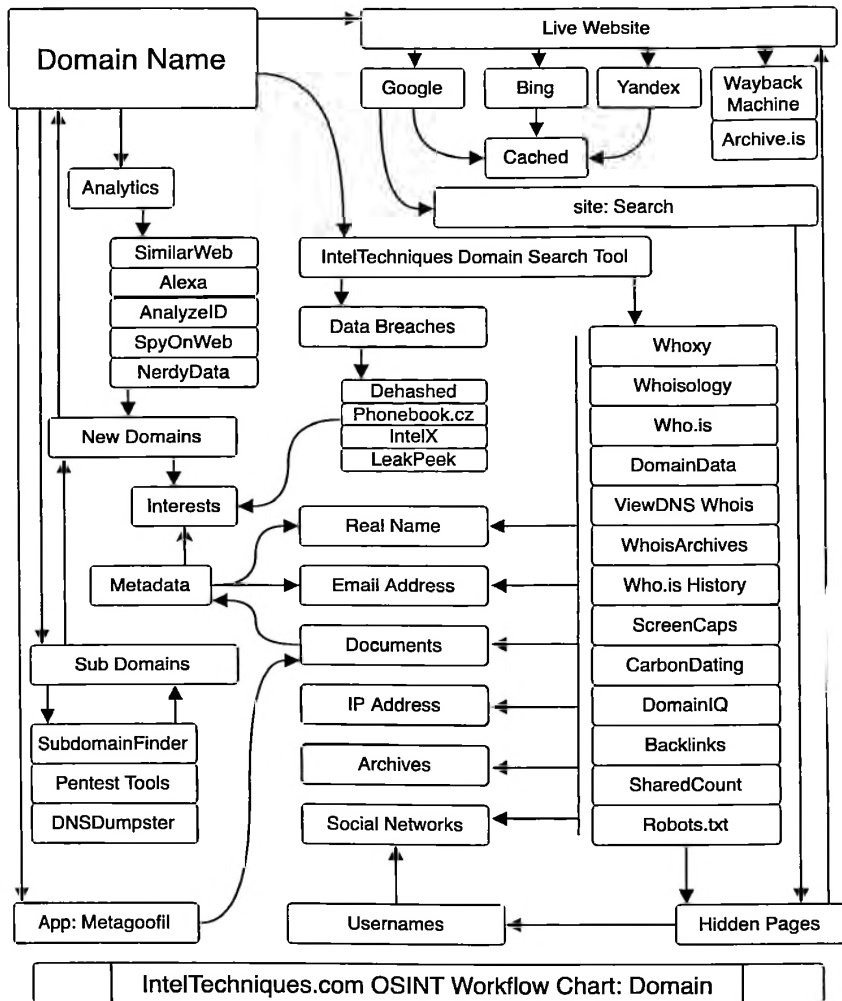 Domain Name
Live Website
Google
Bing
Yandex
Wayback
Machine
Archive.is
Cached
Analytics
site: Search
SimilarWeb
Alexa
AnalyzeID
SpyOnWeb
NerdyData
IntelTechniques Domain Search Tool
Data Breaches
Dehashed
Phonebook.cz
IntelX
LeakPeek
Whoxy
Whoisology
Who.is
DomainData
ViewDNS Whois
WhoisArchives
Who.is History
ScreenCaps
CarbonDating
DomainIQ
Backlinks
SharedCount
Robots.txt
New Domains
Interests
Metadata
Real Name
Email Address
Documents
IP Address
Archives
Social Networks
Sub Domains
SubdomainFinder
Pentest Tools
DNSDumpster
App: Metagoofil
Usernames
Hidden Pages
IntelTechniques.com OSINT Workflow Chart: Domain